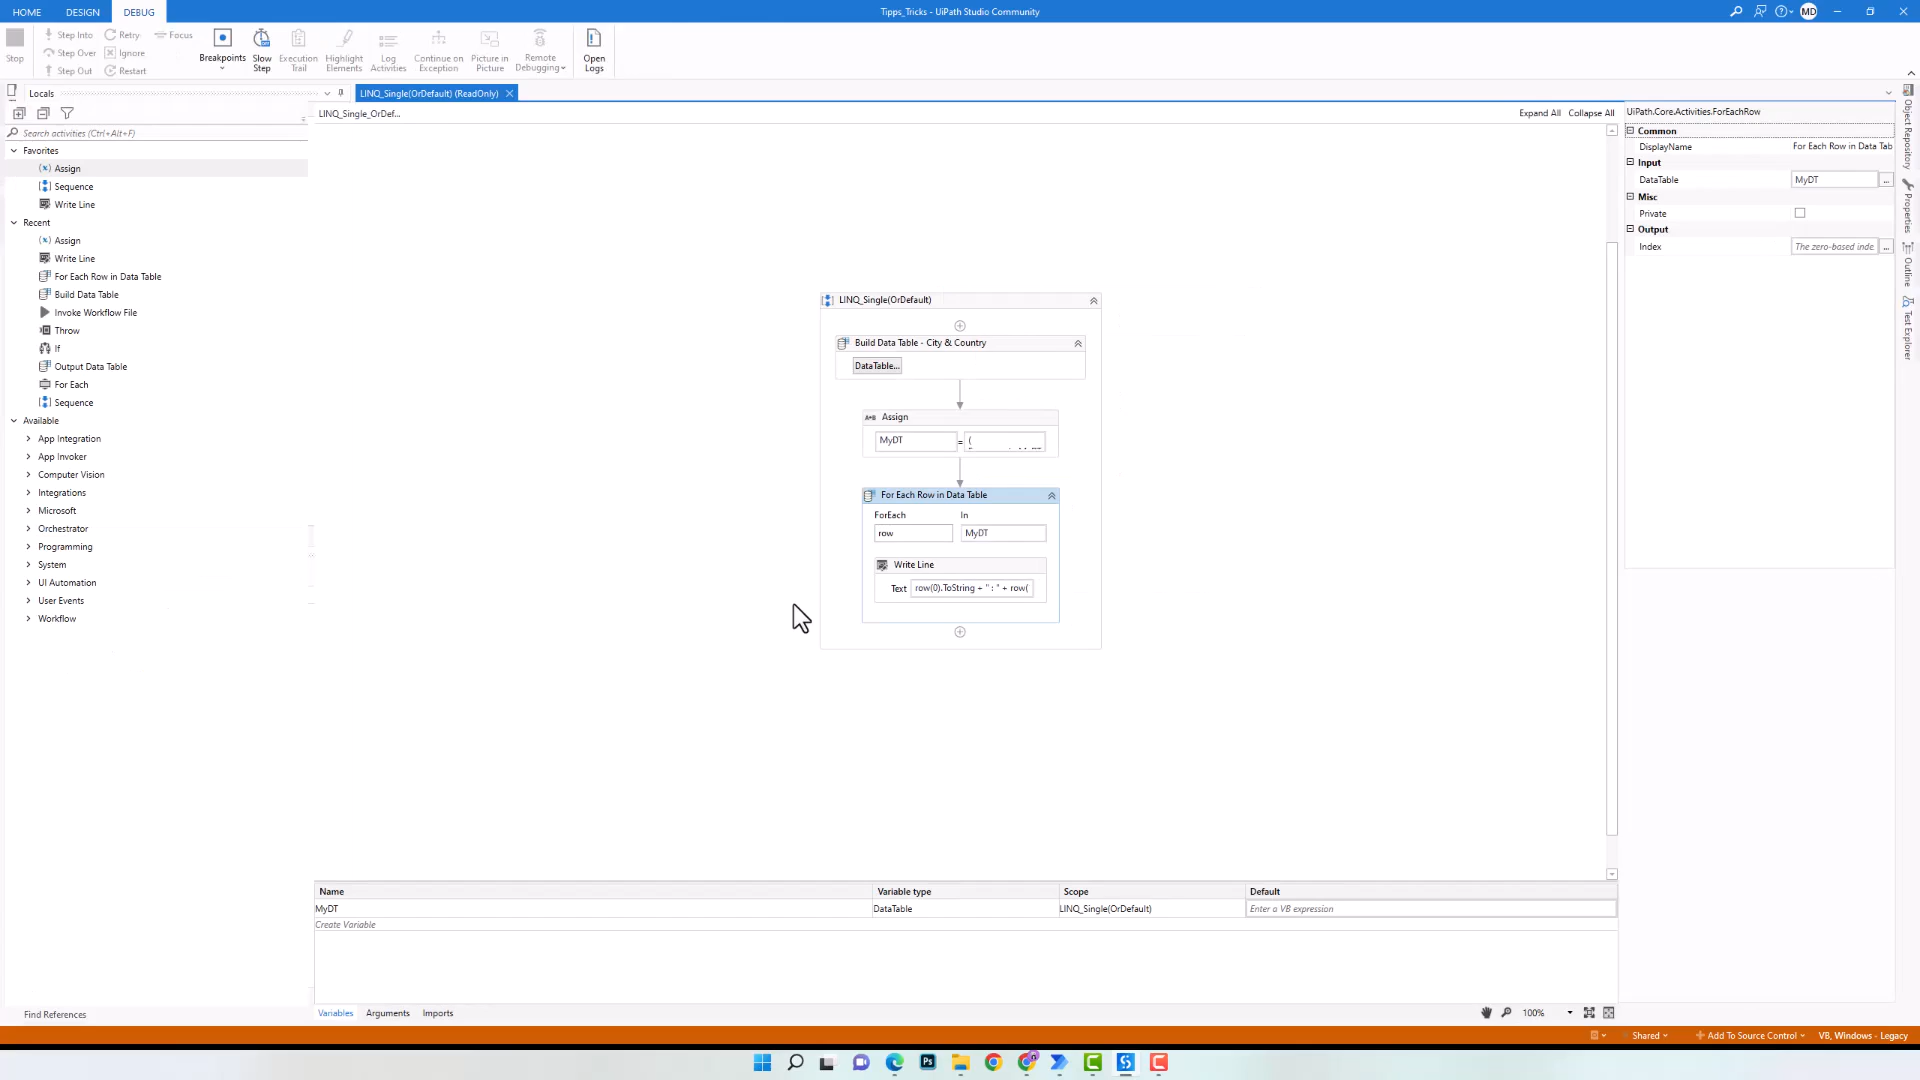 HOME DESIGN DEBUG Tipps_Tricks - UiPath Studio Community MD
Step Into Retry Focus
Step Over Ignore
Step Out Restart
Stop
Breakpoints
Slow Step
Execution Trail
Highlight Elements
Log Activities
Continue on Exception
Picture in Picture
Remote Debugging
Open Logs
Locals
LINQ_Single(OrDefault) (ReadOnly)
LINQ_Single_OrDef...
Expand All Collapse All
Search activities (Ctrl+Alt+F)
Favorites
Assign
Sequence
Write Line
Recent
Assign
Write Line
For Each Row in Data Table
Build Data Table
Invoke Workflow File
Throw
If
Output Data Table
For Each
Sequence
Available
App Integration
App Invoker
Computer Vision
Integrations
Microsoft
Orchestrator
Programming
System
UI Automation
User Events
Workflow
Find References
LINQ_Single(OrDefault)
Build Data Table - City & Country
DataTable...
A+B Assign
MyDT = (
For Each Row in Data Table
ForEach In
row MyDT
Write Line
Text row(0).ToString + " : " + row(
UiPath.Core.Activities.ForEachRow
Common
DisplayName For Each Row in Data Tab
Input
DataTable MyDT ...
Misc
Private
Output
Index The zero-based inde. ...
Object Repository
Properties
Outline
Test Explorer
Name Variable type Scope Default
MyDT DataTable LINQ_Single(OrDefault) Enter a VB expression
Create Variable
Variables Arguments Imports
100%
Shared Add To Source Control VB, Windows - Legacy